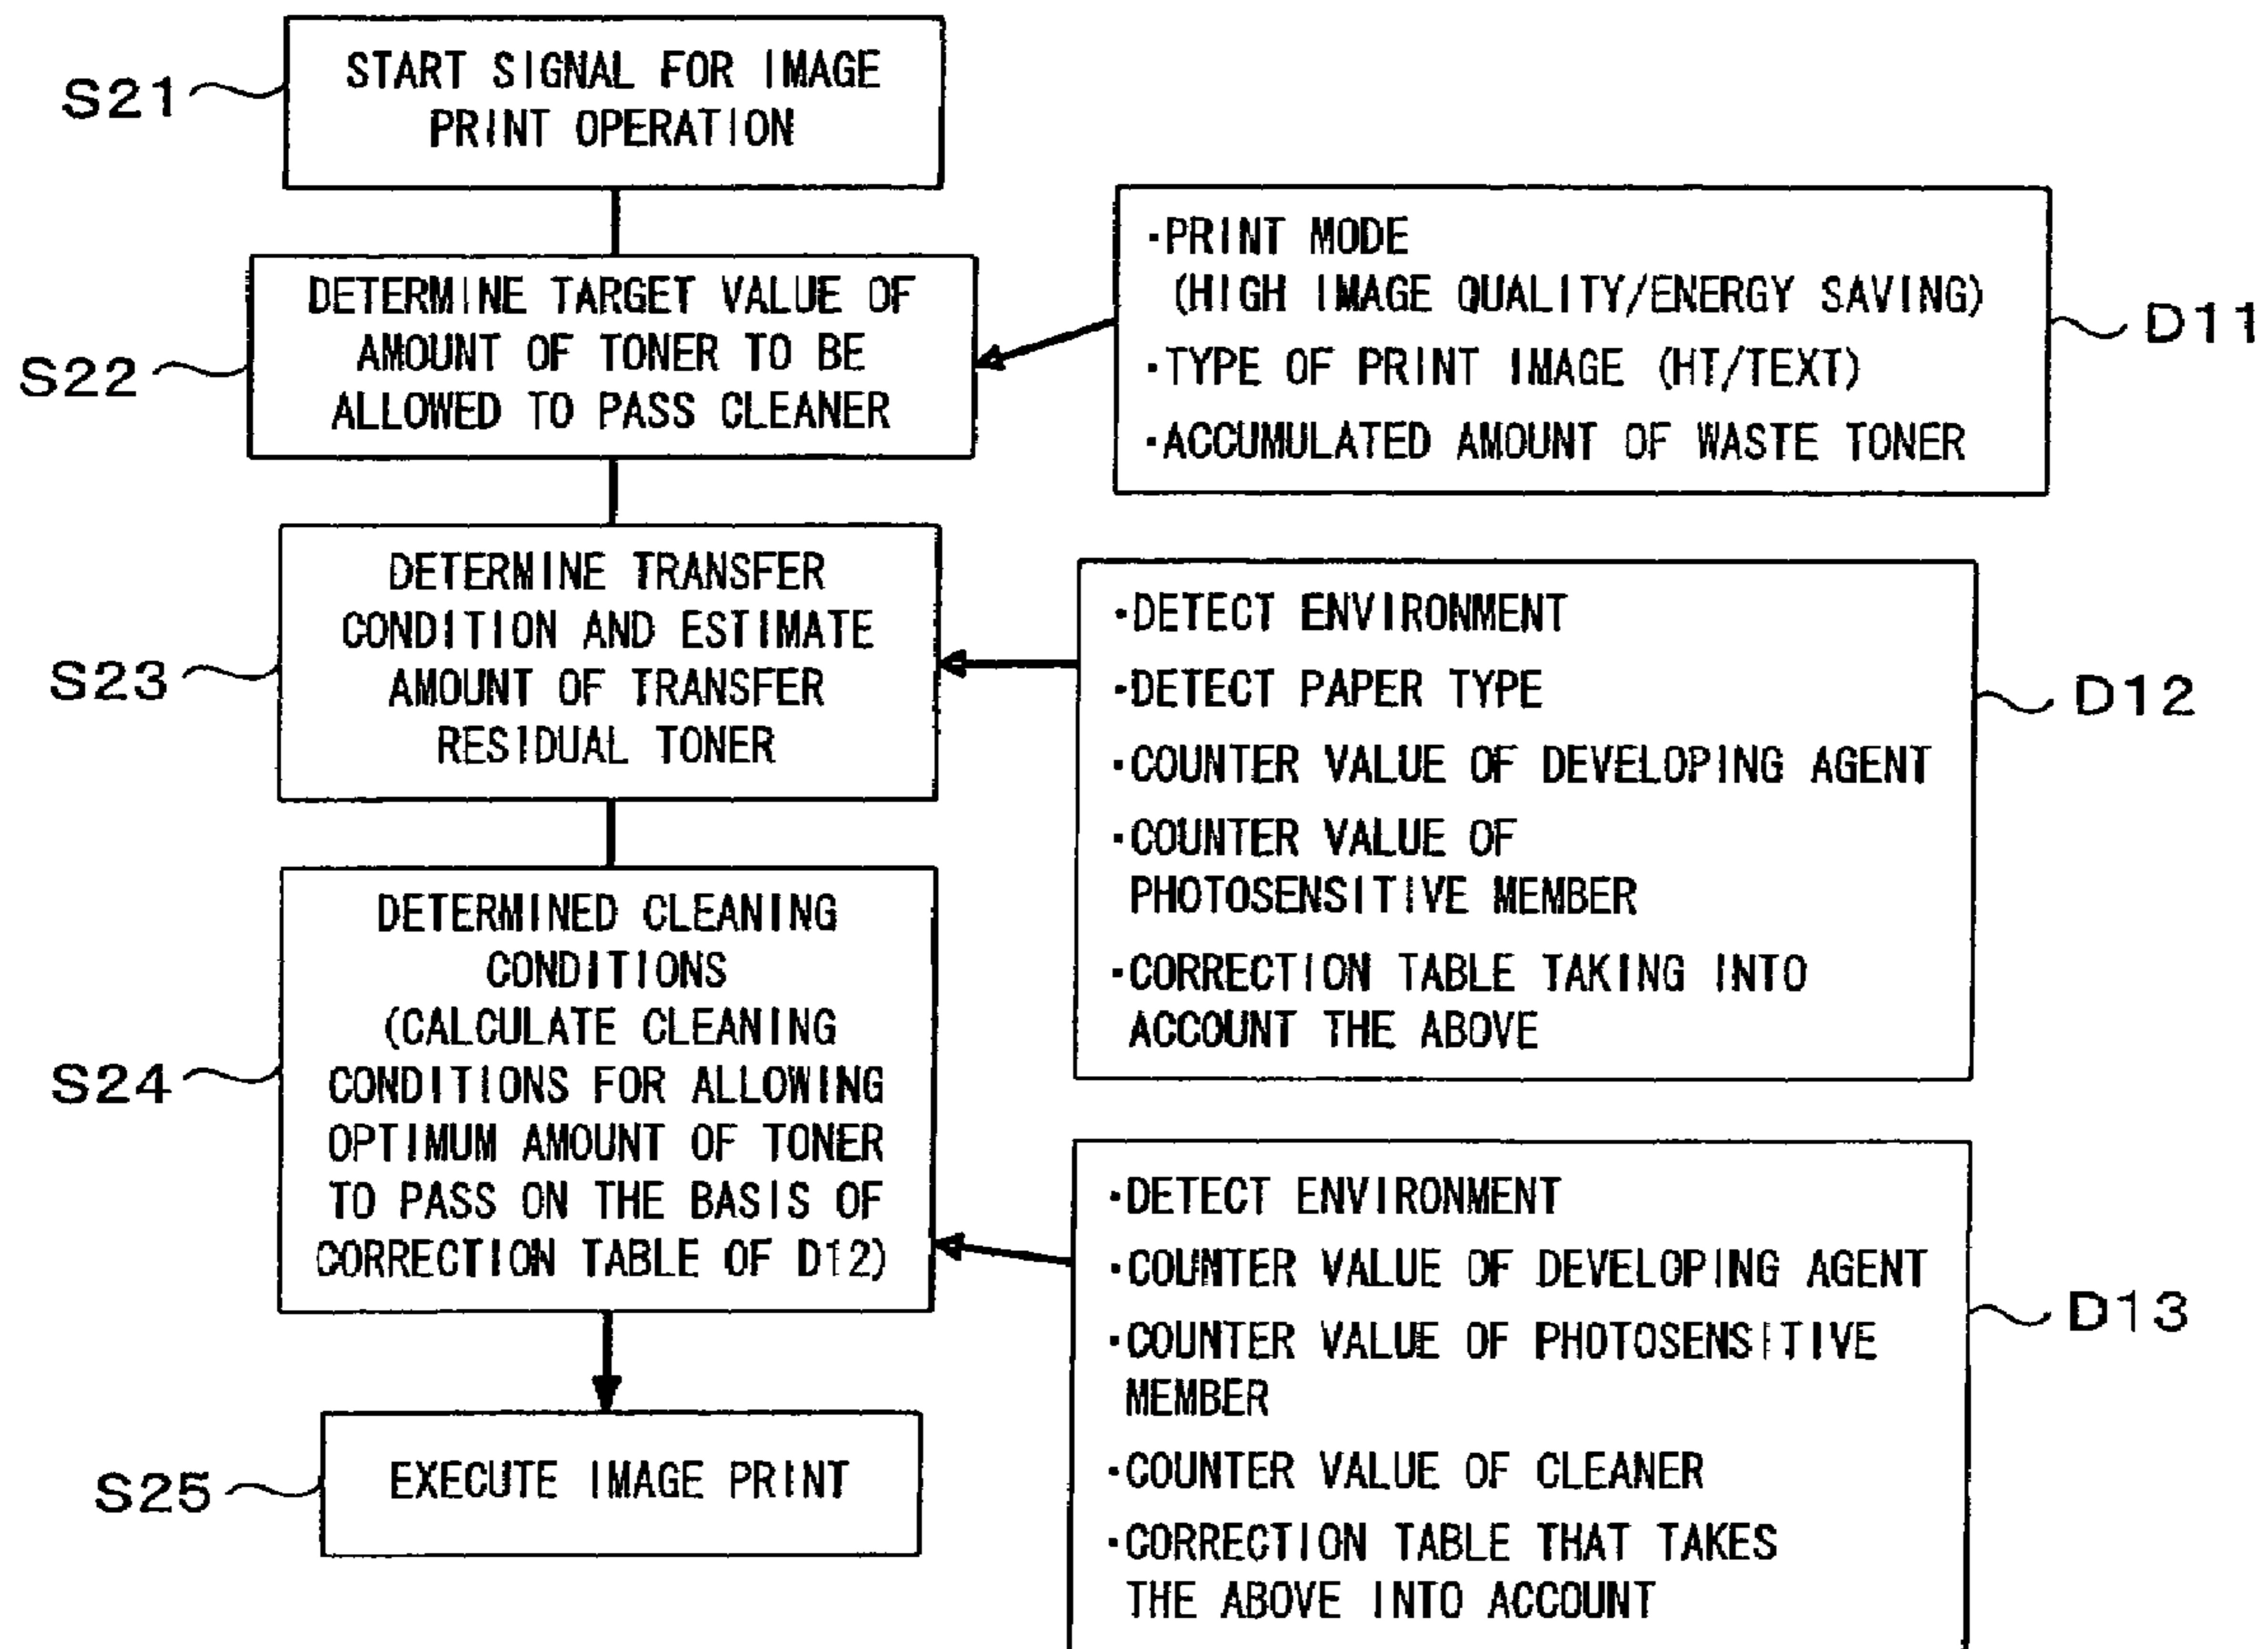 S21
START SIGNAL FOR IMAGE
PRINT OPERATION
S22
DETERMINE TARGET VALUE OF
AMOUNT OF TONER TO BE
ALLOWED TO PASS CLEANER
·PRINT MODE
(HIGH IMAGE QUALITY/ENERGY SAVING)
·TYPE OF PRINT IMAGE (HT/TEXT)
·ACCUMULATED AMOUNT OF WASTE TONER
D11
S23
DETERMINE TRANSFER
CONDITION AND ESTIMATE
AMOUNT OF TRANSFER
RESIDUAL TONER
·DETECT ENVIRONMENT
·DETECT PAPER TYPE
·COUNTER VALUE OF DEVELOPING AGENT
·COUNTER VALUE OF
PHOTOSENSITIVE MEMBER
·CORRECTION TABLE TAKING INTO
ACCOUNT THE ABOVE
D12
S24
DETERMINED CLEANING
CONDITIONS
(CALCULATE CLEANING
CONDITIONS FOR ALLOWING
OPTIMUM AMOUNT OF TONER
TO PASS ON THE BASIS OF
CORRECTION TABLE OF D12)
·DETECT ENVIRONMENT
·COUNTER VALUE OF DEVELOPING AGENT
·COUNTER VALUE OF PHOTOSENSITIVE
MEMBER
·COUNTER VALUE OF CLEANER
·CORRECTION TABLE THAT TAKES
THE ABOVE INTO ACCOUNT
D13
S25
EXECUTE IMAGE PRINT